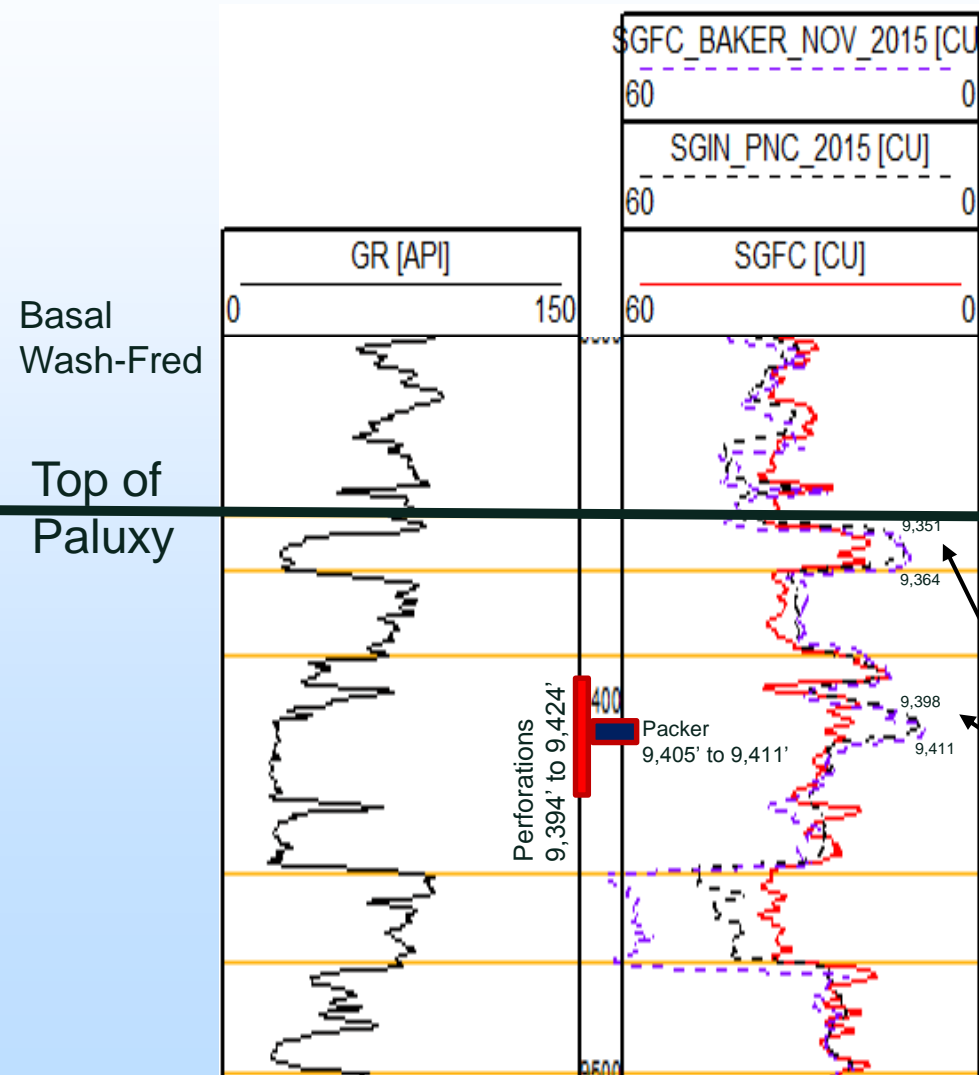 SGFC_BAKER_NOV_2015 [CU
60 0
SGIN_PNC_2015 [CU]
60 0
GR [API]
0 150
SGFC [CU]
60 0
Basal
Wash-Fred
Top of
Paluxy
9,351
9,364
Perforations
9,394’ to 9,424’
400
9,398
Packer
9,405’ to 9,411’
9,411
9500